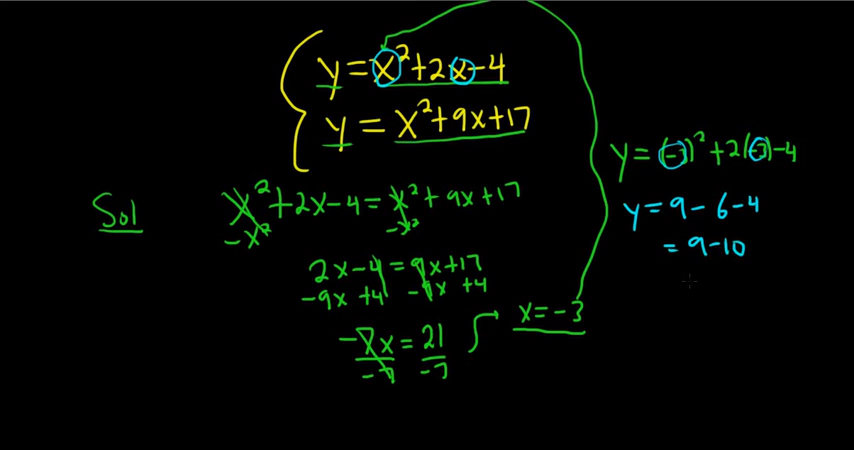 y = x²+2x-4
y = x²+9x+17
Sol
x²+2x-4 = x²+9x+17
-x² -x²
2x-4 = 9x+17
-9x +4 -9x +4
-7x = 21
-7 -7
x = -3
y = (-3)²+2(-3)-4
y = 9-6-4
= 9-10